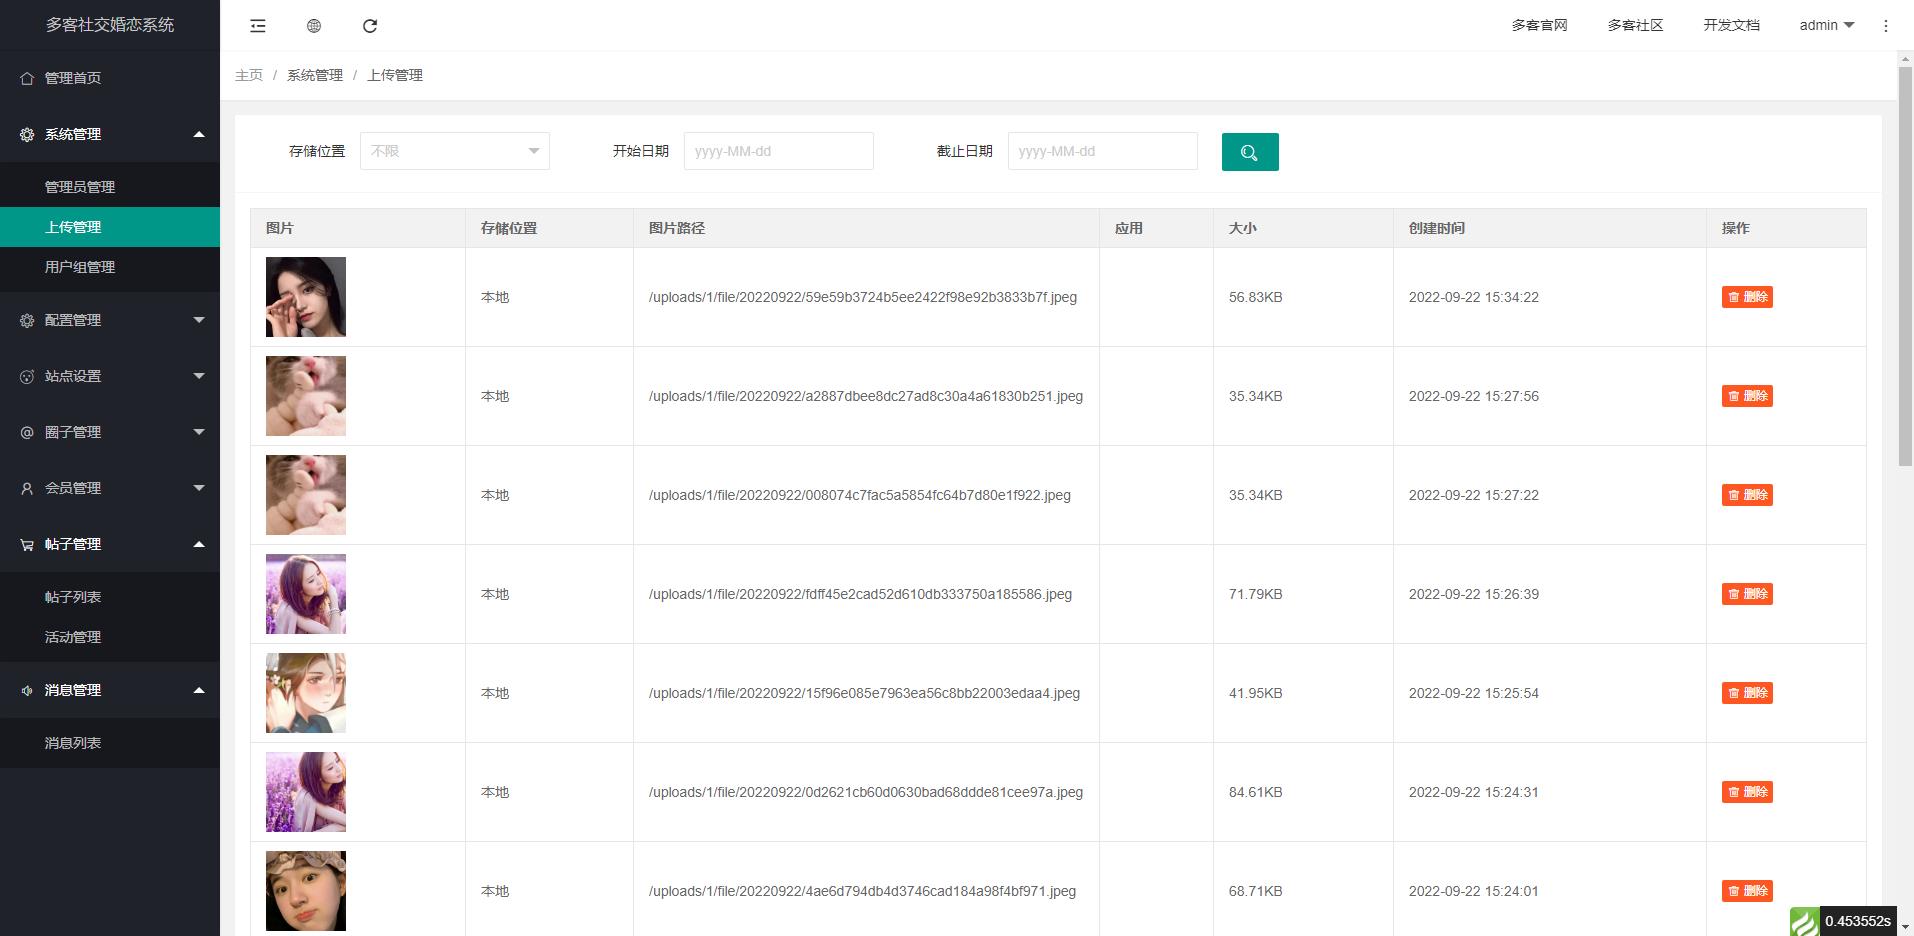 多客社交婚恋系统
多客官网 多客社区 开发文档 admin
管理首页
系统管理
管理员管理
上传管理
用户组管理
配置管理
站点设置
圈子管理
会员管理
帖子管理
帖子列表
活动管理
消息管理
消息列表
主页 / 系统管理 / 上传管理
存储位置 不限 开始日期 yyyy-MM-dd 截止日期 yyyy-MM-dd
图片 存储位置 图片路径 应用 大小 创建时间 操作
本地 /uploads/1/file/20220922/59e59b3724b5ee2422f98e92b3833b7f.jpeg 56.83KB 2022-09-22 15:34:22 删除
本地 /uploads/1/file/20220922/a2887dbee8dc27ad8c30a4a61830b251.jpeg 35.34KB 2022-09-22 15:27:56 删除
本地 /uploads/1/file/20220922/008074c7fac5a5854fc64b7d80e1f922.jpeg 35.34KB 2022-09-22 15:27:22 删除
本地 /uploads/1/file/20220922/fdff45e2cad52d610db333750a185586.jpeg 71.79KB 2022-09-22 15:26:39 删除
本地 /uploads/1/file/20220922/15f96e085e7963ea56c8bb22003edaa4.jpeg 41.95KB 2022-09-22 15:25:54 删除
本地 /uploads/1/file/20220922/0d2621cb60d0630bad68ddde81cee97a.jpeg 84.61KB 2022-09-22 15:24:31 删除
本地 /uploads/1/file/20220922/4ae6d794db4d3746cad184a98f4bf971.jpeg 68.71KB 2022-09-22 15:24:01 删除
0.453552s